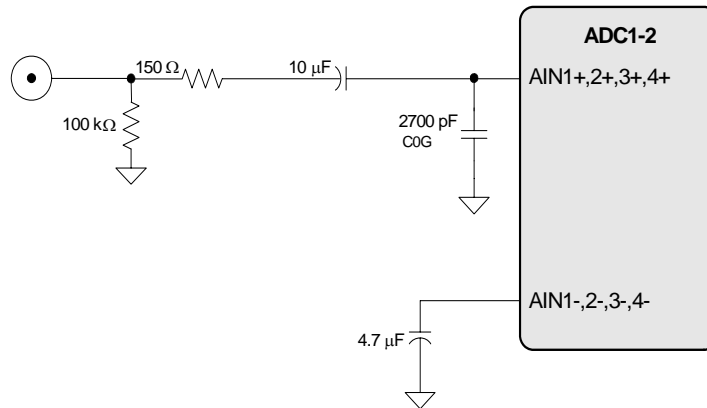 ADC1-2
150 Ω
10 µF
AIN1+,2+,3+,4+
100 kΩ
2700 pF
C0G
AIN1-,2-,3-,4-
4.7 µF